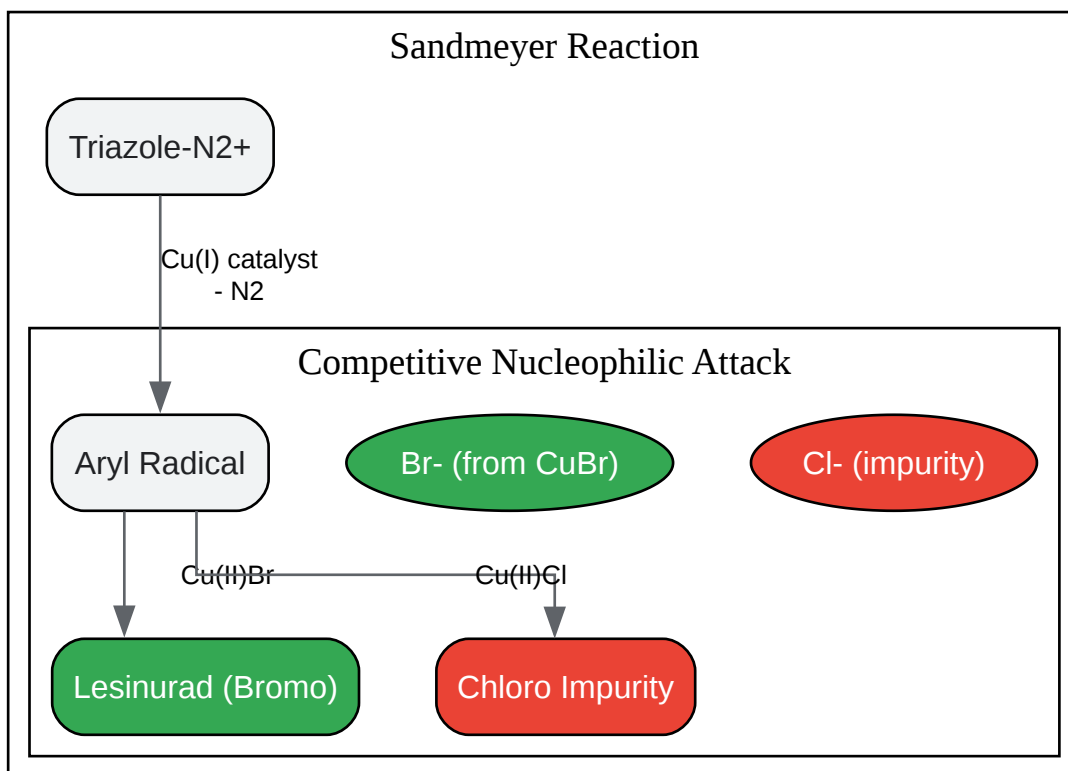 Sandmeyer Reaction
Triazole-N2+
Cu(I) catalyst
- N2
Competitive Nucleophilic Attack
Aryl Radical
Br- (from CuBr)
Cl- (impurity)
Cu(II)Br
Cu(II)Cl
Lesinurad (Bromo)
Chloro Impurity